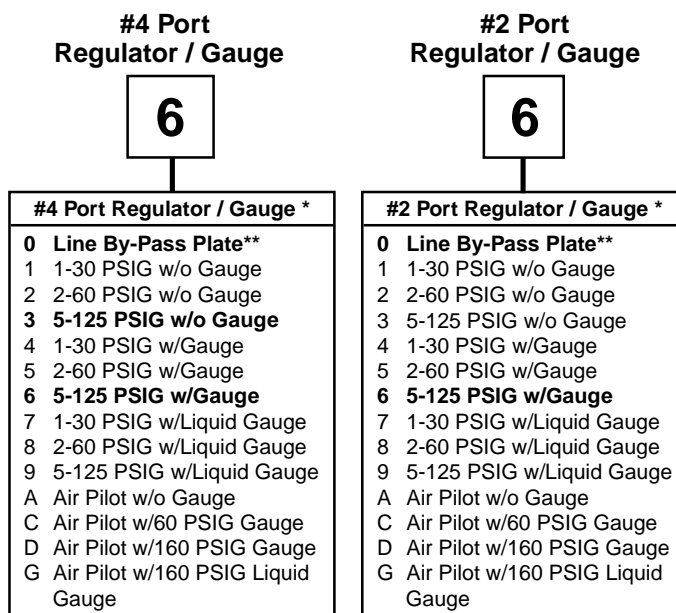 #4 Port
Regulator / Gauge
6
#4 Port Regulator / Gauge *
0 Line By-Pass Plate**
1 1-30 PSIG w/o Gauge
2 2-60 PSIG w/o Gauge
3 5-125 PSIG w/o Gauge
4 1-30 PSIG w/Gauge
5 2-60 PSIG w/Gauge
6 5-125 PSIG w/Gauge
7 1-30 PSIG w/Liquid Gauge
8 2-60 PSIG w/Liquid Gauge
9 5-125 PSIG w/Liquid Gauge
A Air Pilot w/o Gauge
C Air Pilot w/60 PSIG Gauge
D Air Pilot w/160 PSIG Gauge
G Air Pilot w/160 PSIG Liquid
Gauge
#2 Port
Regulator / Gauge
6
#2 Port Regulator / Gauge *
0 Line By-Pass Plate**
1 1-30 PSIG w/o Gauge
2 2-60 PSIG w/o Gauge
3 5-125 PSIG w/o Gauge
4 1-30 PSIG w/Gauge
5 2-60 PSIG w/Gauge
6 5-125 PSIG w/Gauge
7 1-30 PSIG w/Liquid Gauge
8 2-60 PSIG w/Liquid Gauge
9 5-125 PSIG w/Liquid Gauge
A Air Pilot w/o Gauge
C Air Pilot w/60 PSIG Gauge
D Air Pilot w/160 PSIG Gauge
G Air Pilot w/160 PSIG Liquid
Gauge